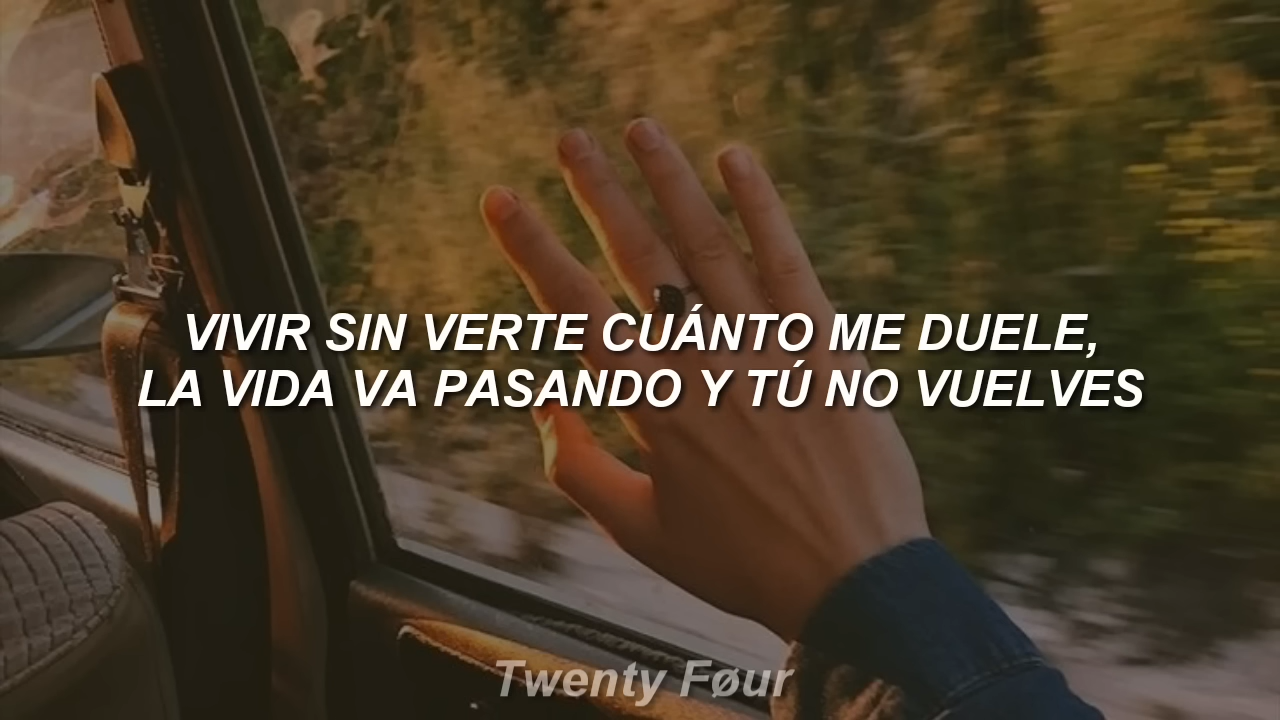 VIVIR SIN VERTE CUÁNTO ME DUELE,
LA VIDA VA PASANDO Y TÚ NO VUELVES
Twenty Føur